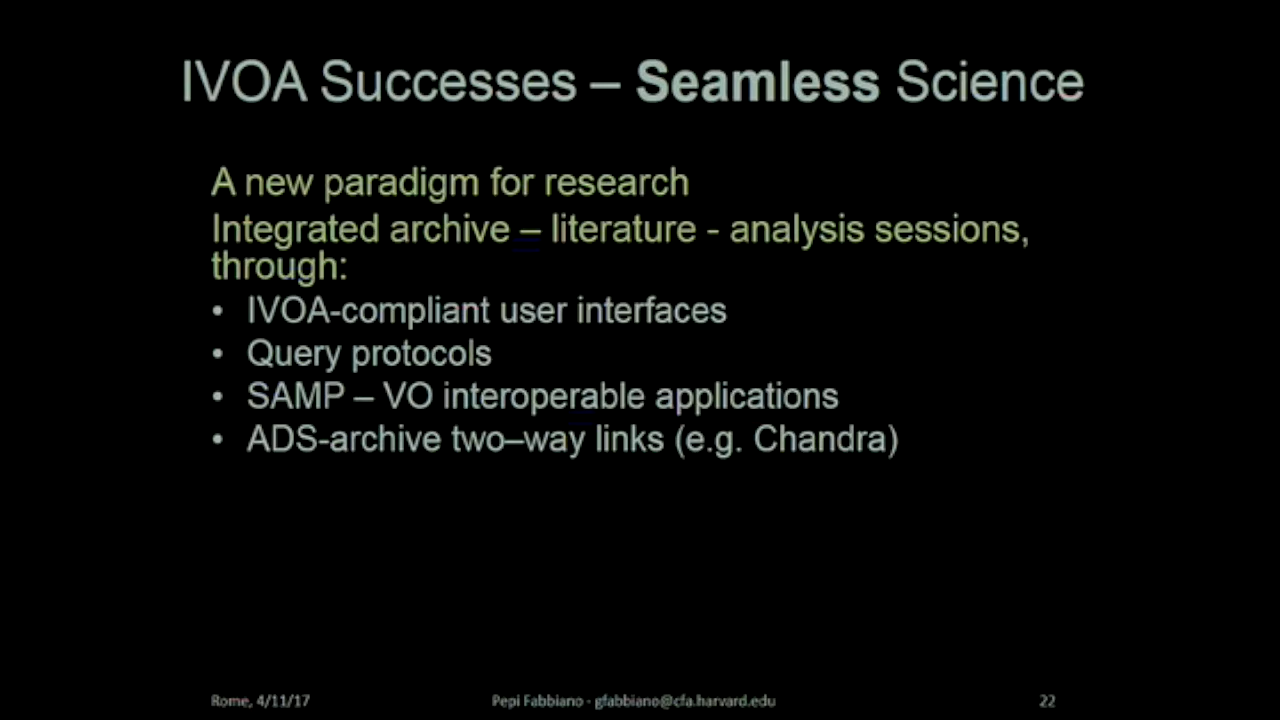 IVOA Successes – Seamless Science
A new paradigm for research
Integrated archive – literature - analysis sessions,
through:
• IVOA-compliant user interfaces
• Query protocols
• SAMP – VO interoperable applications
• ADS-archive two–way links (e.g. Chandra)
Rome, 4/11/17 Pepi Fabbiano - gfabbiano@cfa.harvard.edu 22